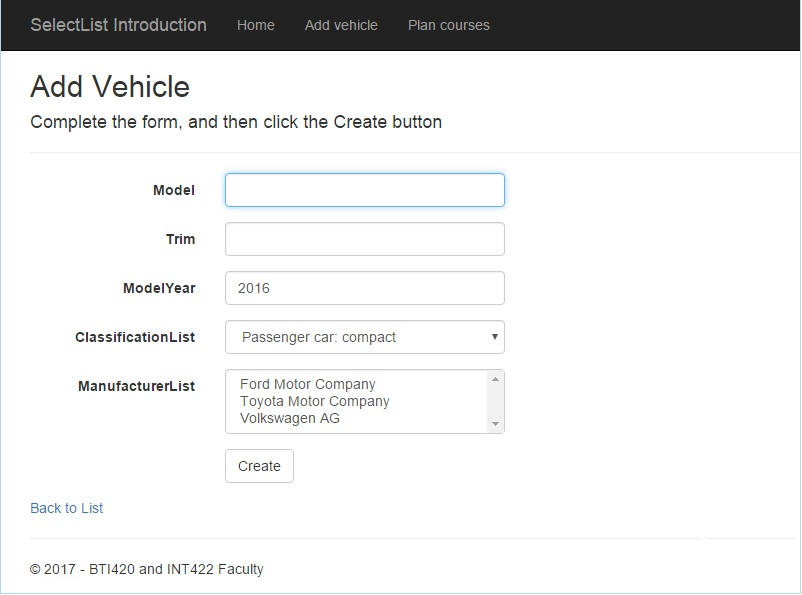 SelectList Introduction Home Add vehicle Plan courses
Add Vehicle
Complete the form, and then click the Create button
Model
Trim
ModelYear 2016
ClassificationList Passenger car: compact
ManufacturerList Ford Motor Company
Toyota Motor Company
Volkswagen AG
Create
Back to List
© 2017 - BTI420 and INT422 Faculty